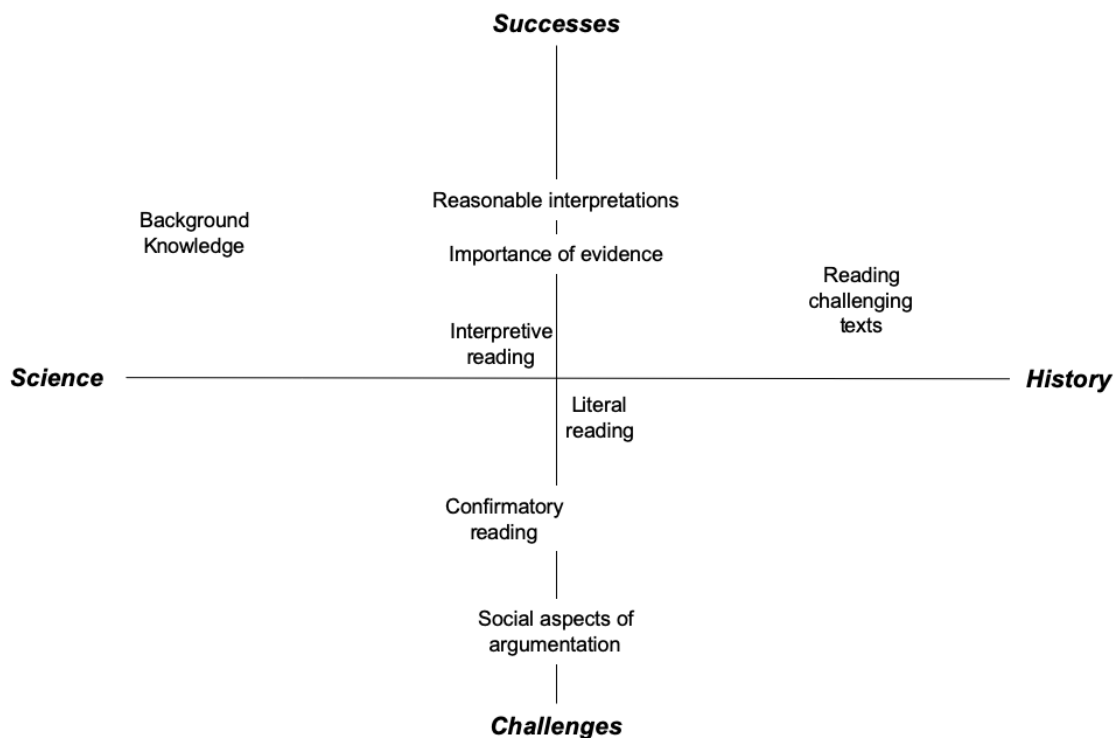 Successes
Reasonable interpretations
Background
Knowledge
Importance of evidence
Reading
challenging
texts
Interpretive
reading
Science
History
Literal
reading
Confirmatory
reading
Social aspects of
argumentation
Challenges